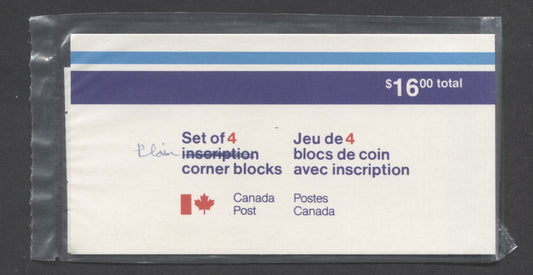 $16.00 total
Set of 4
Plain inscription
corner blocks
Jeu de 4
blocs de coin
avec inscription
Canada
Post
Postes
Canada